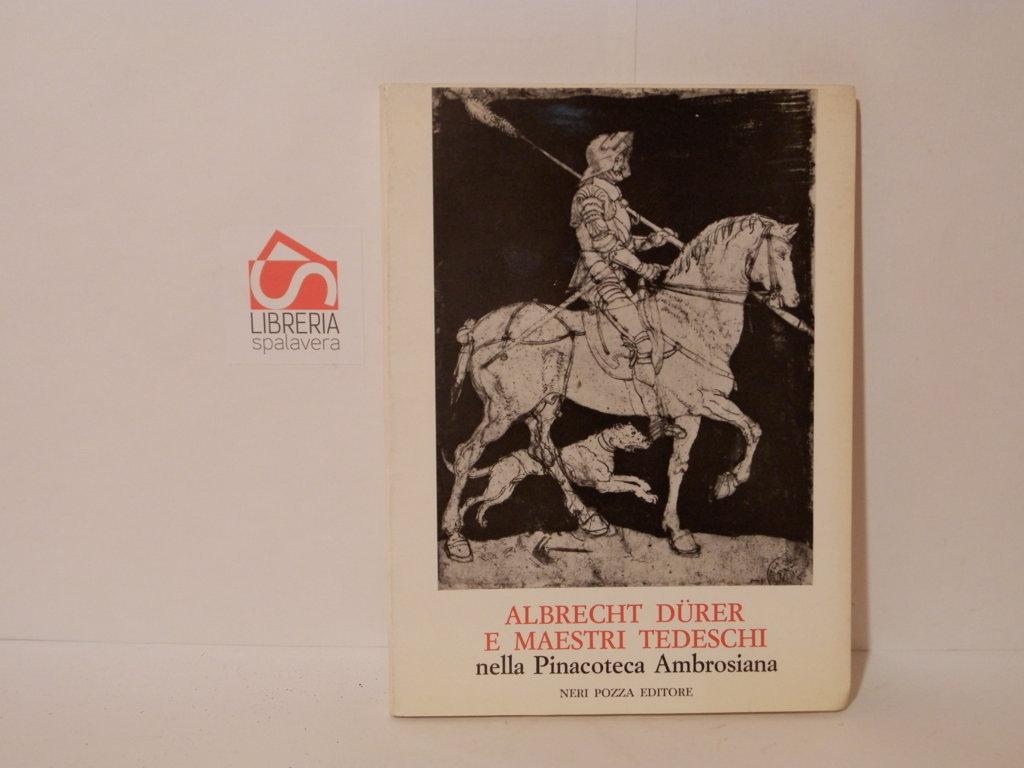 LIBRERIA
spalavera
ALBRECHT DÜRER
E MAESTRI TEDESCHI
nella Pinacoteca Ambrosiana
NERI POZZA EDITORE